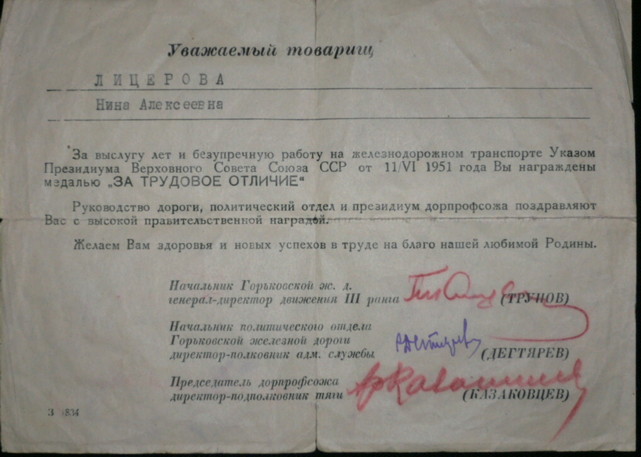 Уважаемый товарищ
ЛИЦЕРОВА
Нина Алексеевна
За выслугу лет и безупречную работу на железнодорожном транспорте Указом
Президиума Верховного Совета Союза ССР от 11/VI 1951 года Вы награждены
медалью „ЗА ТРУДОВОЕ ОТЛИЧИЕ“
Руководство дороги, политический отдел и президиум дорпрофсожа поздравляют
Вас с высокой правительственной наградой.
Желаем Вам здоровья и новых успехов в труде на благо нашей любимой Родины.
Начальник Горьковской ж. д.
генерал-директор движения III ранга (ТРУНОВ)
Начальник политического отдела
Горьковской железной дороги
директор-полковник адм. службы (ДЕГТЯРЕВ)
Председатель дорпрофсожа
директор-подполковник тяги (КАЗАКОВЦЕВ)